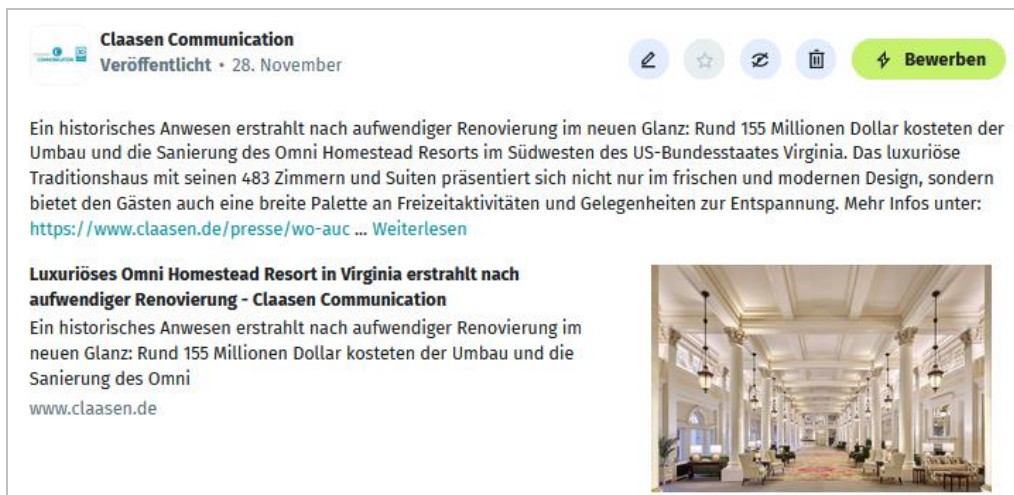 Claasen Communication
Veröffentlicht • 28. November
Bewerben
Ein historisches Anwesen erstrahlt nach aufwendiger Renovierung im neuen Glanz: Rund 155 Millionen Dollar kosteten der
Umbau und die Sanierung des Omni Homestead Resorts im Südwesten des US-Bundesstaates Virginia. Das luxuriöse
Traditionshaus mit seinen 483 Zimmern und Suiten präsentiert sich nicht nur im frischen und modernen Design, sondern
bietet den Gästen auch eine breite Palette an Freizeitaktivitäten und Gelegenheiten zur Entspannung. Mehr Infos unter:
https://www.claasen.de/presse/wo-auc ... Weiterlesen
Luxuriöses Omni Homestead Resort in Virginia erstrahlt nach
aufwendiger Renovierung - Claasen Communication
Ein historisches Anwesen erstrahlt nach aufwendiger Renovierung im
neuen Glanz: Rund 155 Millionen Dollar kosteten der Umbau und die
Sanierung des Omni
www.claasen.de